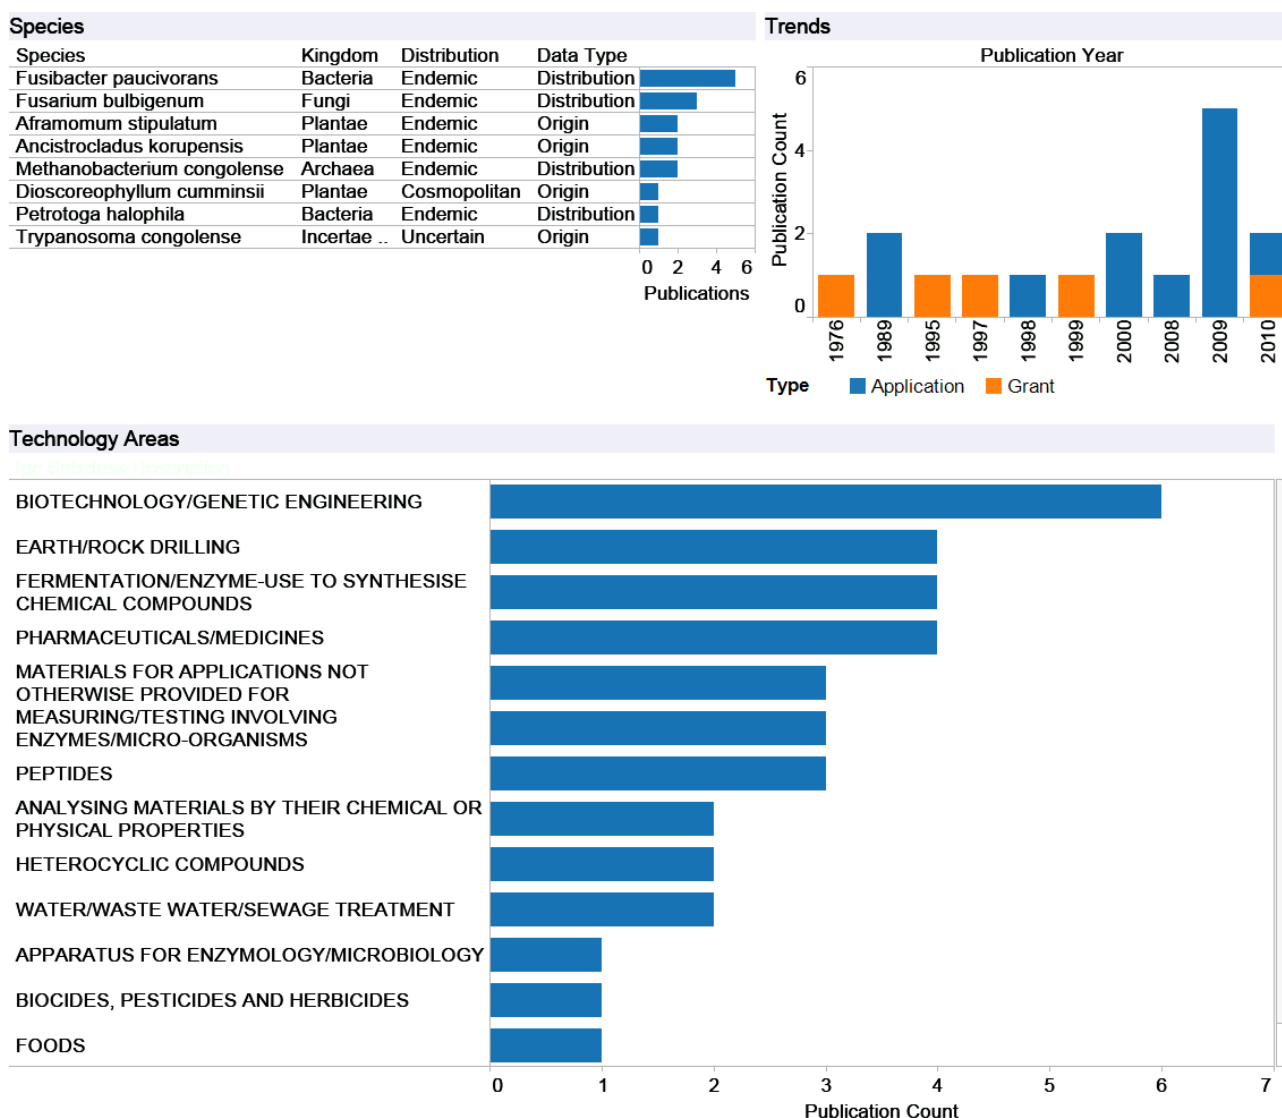 Species
Species Kingdom Distribution Data Type
Fusibacter paucivorans Bacteria Endemic Distribution
Fusarium bulbigenum Fungi Endemic Distribution
Aframomum stipulatum Plantae Endemic Origin
Ancistrocladus korupensis Plantae Endemic Origin
Methanobacterium congolense Archaea Endemic Distribution
Dioscoreophyllum cumminsii Plantae Cosmopolitan Origin
Petrotoga halophila Bacteria Endemic Distribution
Trypanosoma congolense Incertae .. Uncertain Origin
0 2 4 6
Publications
Trends
Publication Year
6
4
2
0
Publication Count
1976 1989 1995 1997 1998 1999 2000 2008 2009 2010
Type Application Grant
Technology Areas
Ipc Subclass Description
BIOTECHNOLOGY/GENETIC ENGINEERING
EARTH/ROCK DRILLING
FERMENTATION/ENZYME-USE TO SYNTHESISE
CHEMICAL COMPOUNDS
PHARMACEUTICALS/MEDICINES
MATERIALS FOR APPLICATIONS NOT
OTHERWISE PROVIDED FOR
MEASURING/TESTING INVOLVING
ENZYMES/MICRO-ORGANISMS
PEPTIDES
ANALYSING MATERIALS BY THEIR CHEMICAL OR
PHYSICAL PROPERTIES
HETEROCYCLIC COMPOUNDS
WATER/WASTE WATER/SEWAGE TREATMENT
APPARATUS FOR ENZYMOLOGY/MICROBIOLOGY
BIOCIDES, PESTICIDES AND HERBICIDES
FOODS
0 1 2 3 4 5 6 7
Publication Count